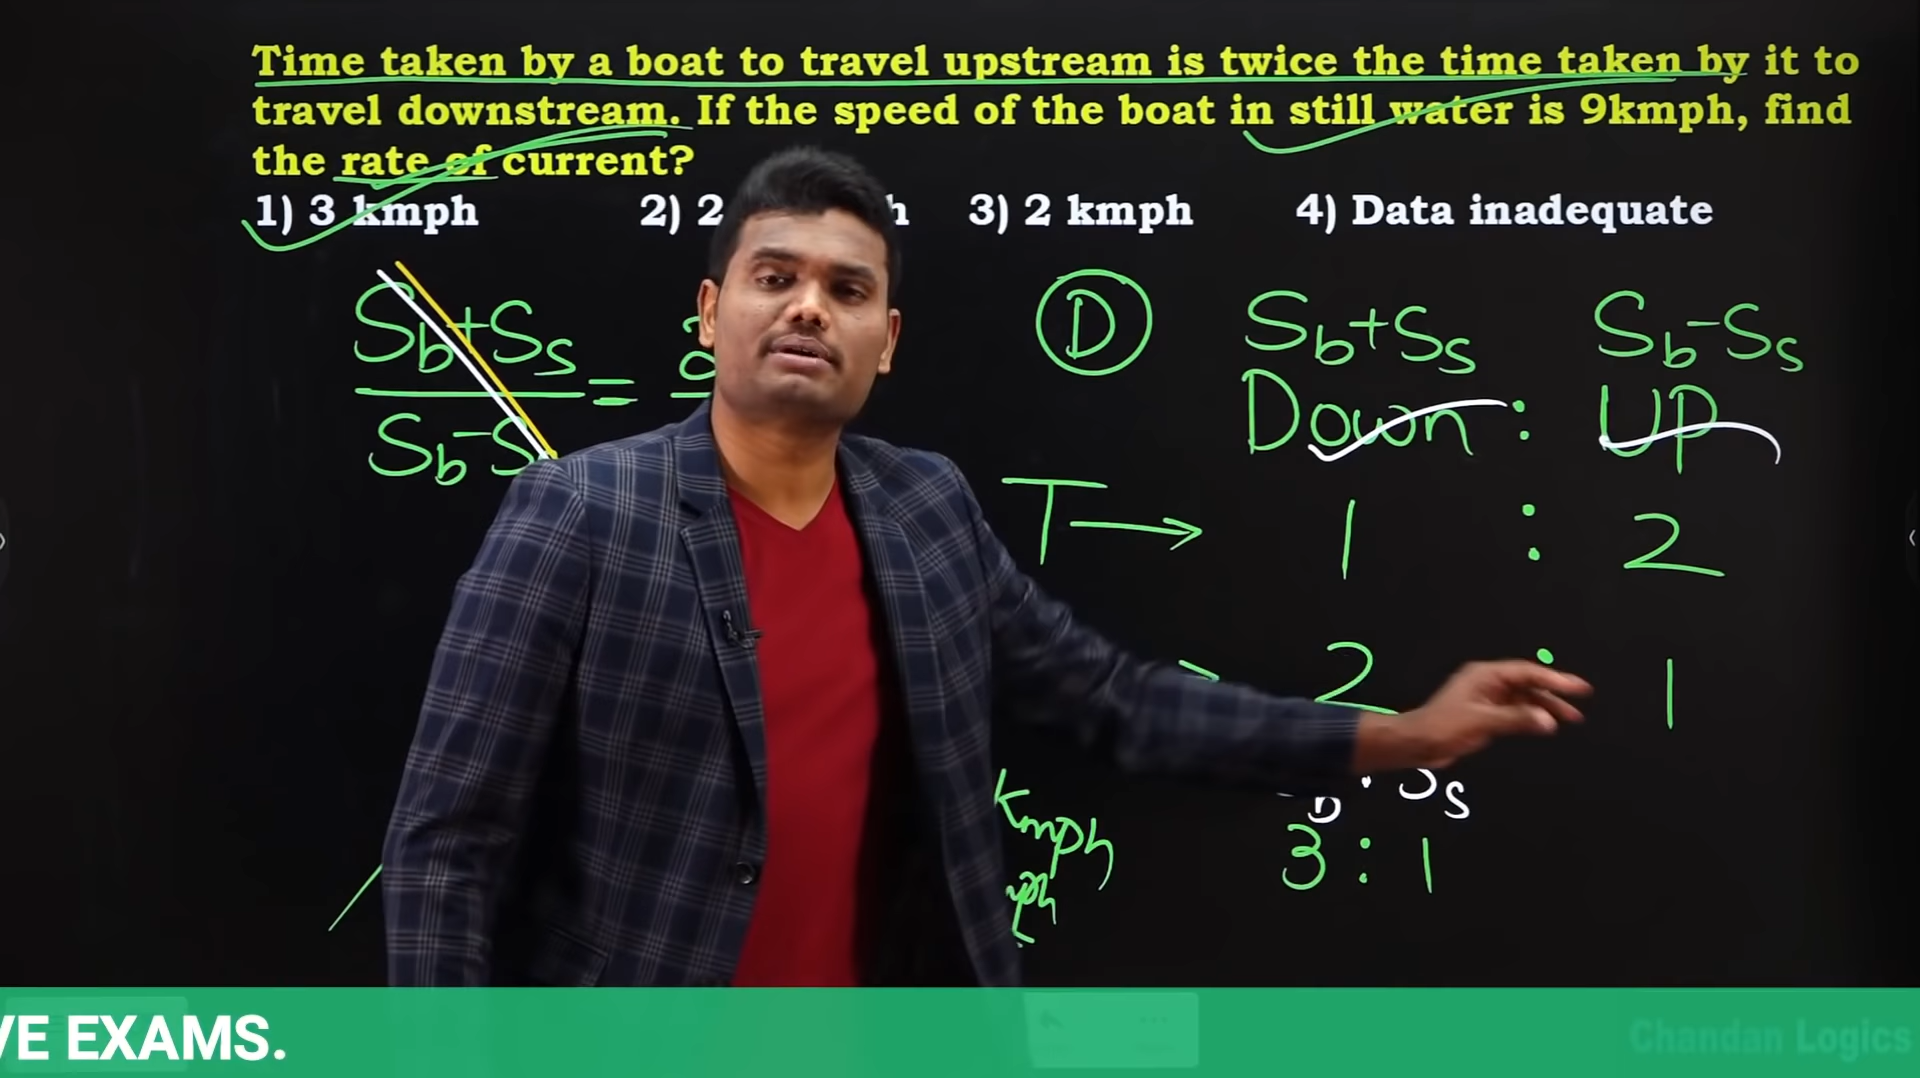 Time taken by a boat to travel upstream is twice the time taken by it to
travel downstream. If the speed of the boat in still water is 9kmph, find
the rate of current?
1) 3 kmph 2) 2 h 3) 2 kmph 4) Data inadequate
Sb+Ss = 2
Sb-S
D Sb+Ss Sb-Ss
Down : UP
T → 1 : 2
2 : 1
b : Ss
Kmph 3 : 1
VE EXAMS.
Chandan Logics